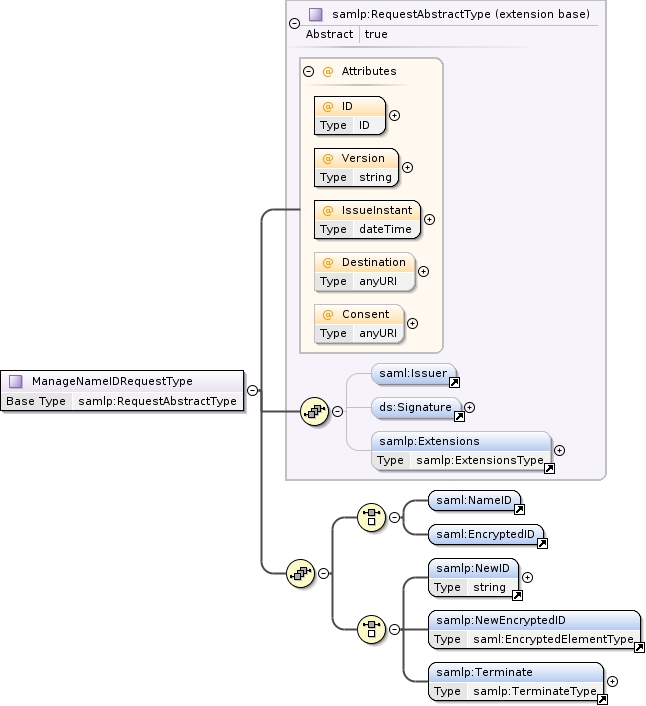 samlp:RequestAbstractType (extension base)
Abstract true
@ Attributes
@ ID
Type ID
@ Version
Type string
@ IssueInstant
Type dateTime
@ Destination
Type anyURI
@ Consent
Type anyURI
ManageNameIDRequestType
Base Type samlp:RequestAbstractType
saml:Issuer
ds:Signature
samlp:Extensions
Type samlp:ExtensionsType
saml:NameID
saml:EncryptedID
samlp:NewID
Type string
samlp:NewEncryptedID
Type saml:EncryptedElementType
samlp:Terminate
Type samlp:TerminateType